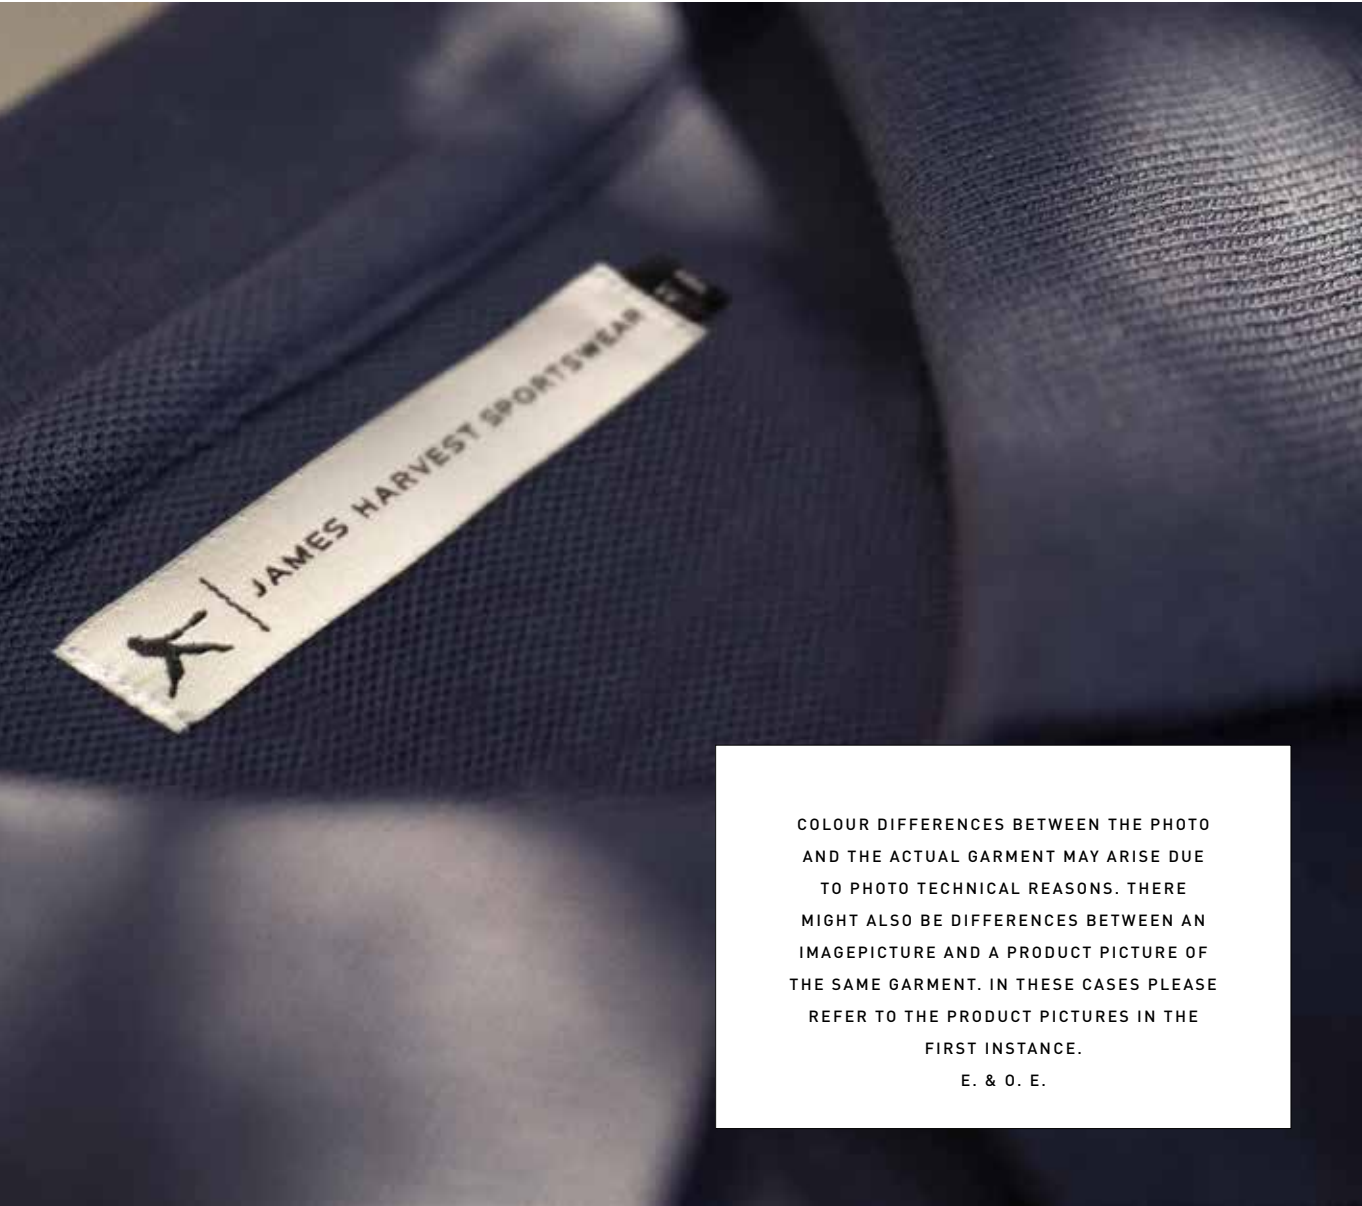 JAMES HARVEST SPORTSWEAR
COLOUR DIFFERENCES BETWEEN THE PHOTO
AND THE ACTUAL GARMENT MAY ARISE DUE
TO PHOTO TECHNICAL REASONS. THERE
MIGHT ALSO BE DIFFERENCES BETWEEN AN
IMAGEPICTURE AND A PRODUCT PICTURE OF
THE SAME GARMENT. IN THESE CASES PLEASE
REFER TO THE PRODUCT PICTURES IN THE
FIRST INSTANCE.
E. & O. E.